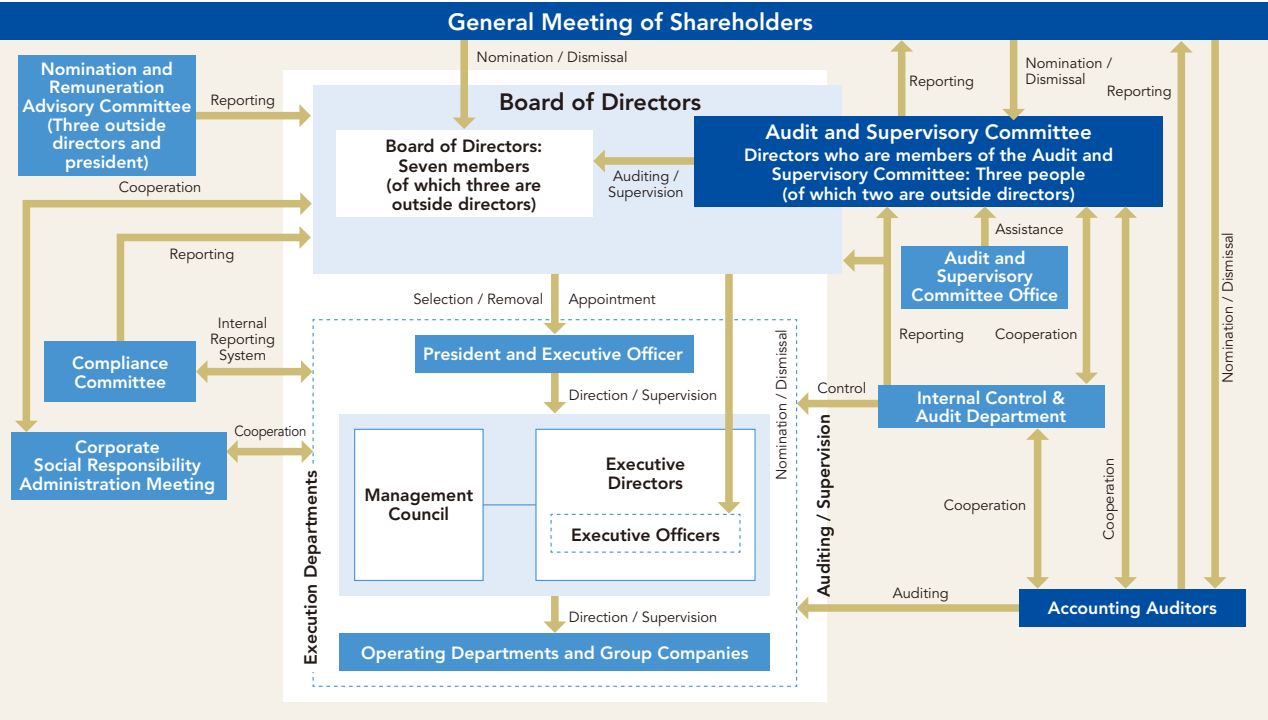 General Meeting of Shareholders
Nomination and
Remuneration
Advisory Committee
(Three outside
directors and
president)
Reporting
Nomination / Dismissal
Reporting
Nomination /
Dismissal
Reporting
Board of Directors
Board of Directors:
Seven members
(of which three are
outside directors)
Auditing /
Supervision
Audit and Supervisory Committee
Directors who are members of the Audit and
Supervisory Committee: Three people
(of which two are outside directors)
Cooperation
Reporting
Assistance
Audit and
Supervisory
Committee Office
Nomination / Dismissal
Selection / Removal
Appointment
Internal
Reporting
System
Compliance
Committee
President and Executive Officer
Reporting
Cooperation
Nomination / Dismissal
Direction / Supervision
Control
Internal Control &
Audit Department
Cooperation
Corporate
Social Responsibility
Administration Meeting
Execution Departments
Management
Council
Executive
Directors
Executive Officers
Auditing / Supervision
Cooperation
Cooperation
Direction / Supervision
Auditing
Accounting Auditors
Operating Departments and Group Companies